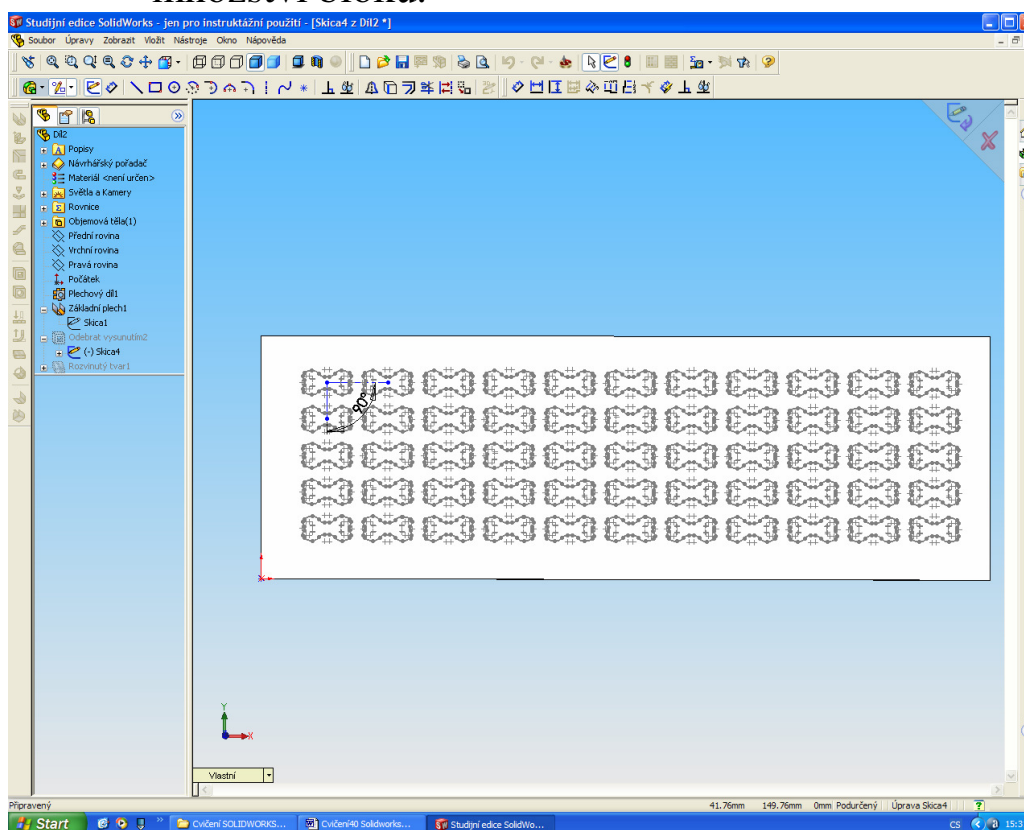 Studijní edice SolidWorks - jen pro instruktážní použití - [Skica4 z Díl2 *]
Soubor Úpravy Zobrazit Vložit Nástroje Okno Nápověda
Díl2
Popisy
Návrhářský pořadač
Materiál <není určen>
Světla a Kamery
Rovnice
Objemová těla(1)
Přední rovina
Vrchní rovina
Pravá rovina
Počátek
Plechový díl1
Základní plech1
Skica1
Odebrat vysunutím2
(-) Skica4
Rozvinutý tvar1
90°
Y
X
Vlastní
Připravený
41.76mm 149.76mm 0mm Podurčený Úprava Skica4
Start
Cvičení SOLIDWORKS...
Cvičení40 Solidworks...
Studijní edice SolidWo...
CS